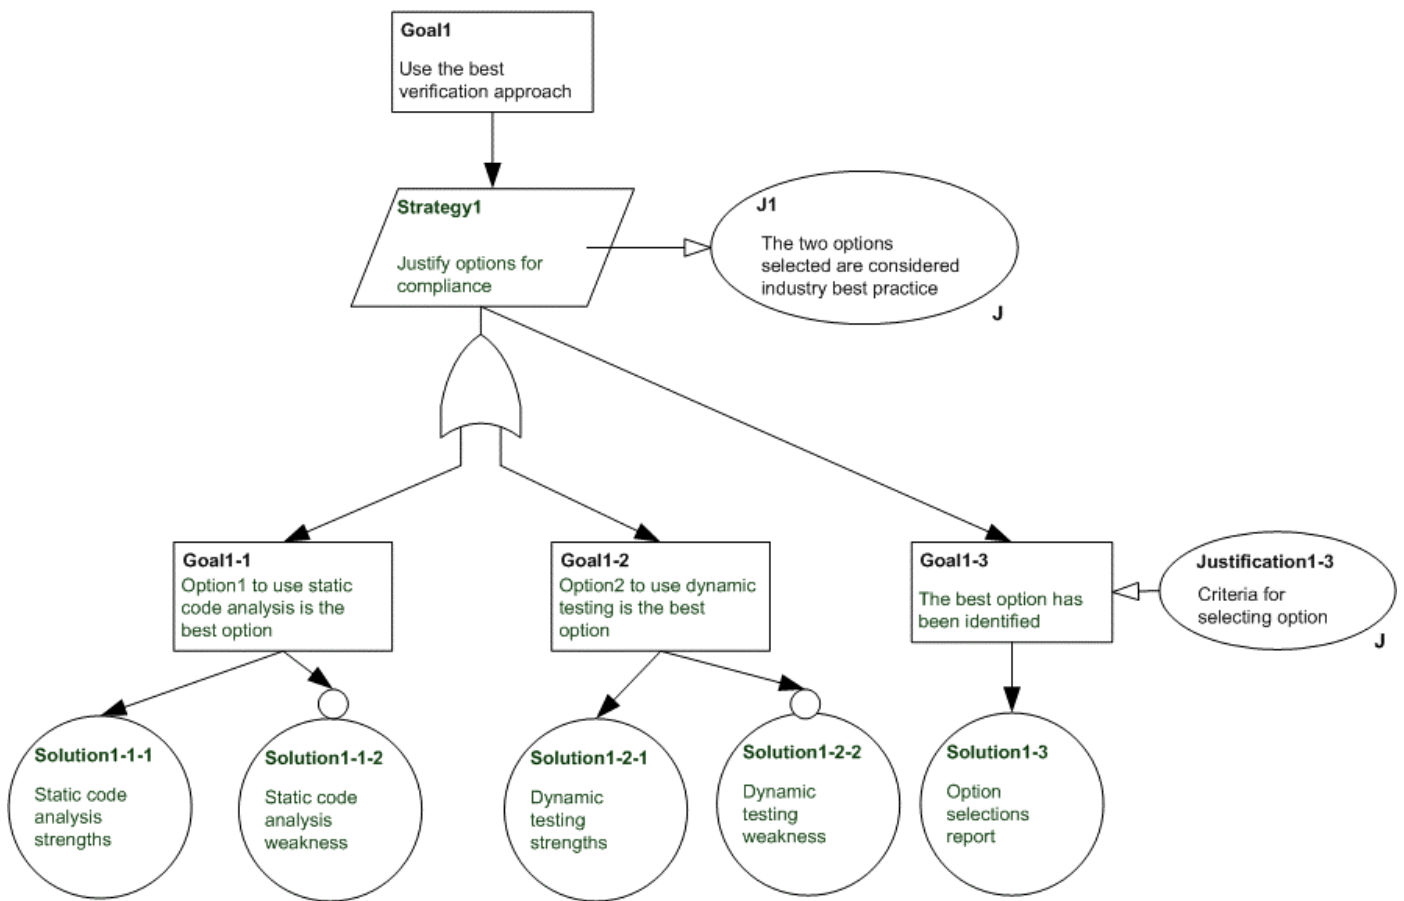 Goal1
Use the best
verification approach
Strategy1
Justify options for
compliance
J1
The two options
selected are considered
industry best practice
J
Goal1-1
Option1 to use static
code analysis is the
best option
Goal1-2
Option2 to use dynamic
testing is the best
option
Goal1-3
The best option has
been identified
Justification1-3
Criteria for
selecting option
J
Solution1-1-1
Static code
analysis
strengths
Solution1-1-2
Static code
analysis
weakness
Solution1-2-1
Dynamic
testing
strengths
Solution1-2-2
Dynamic
testing
weakness
Solution1-3
Option
selections
report